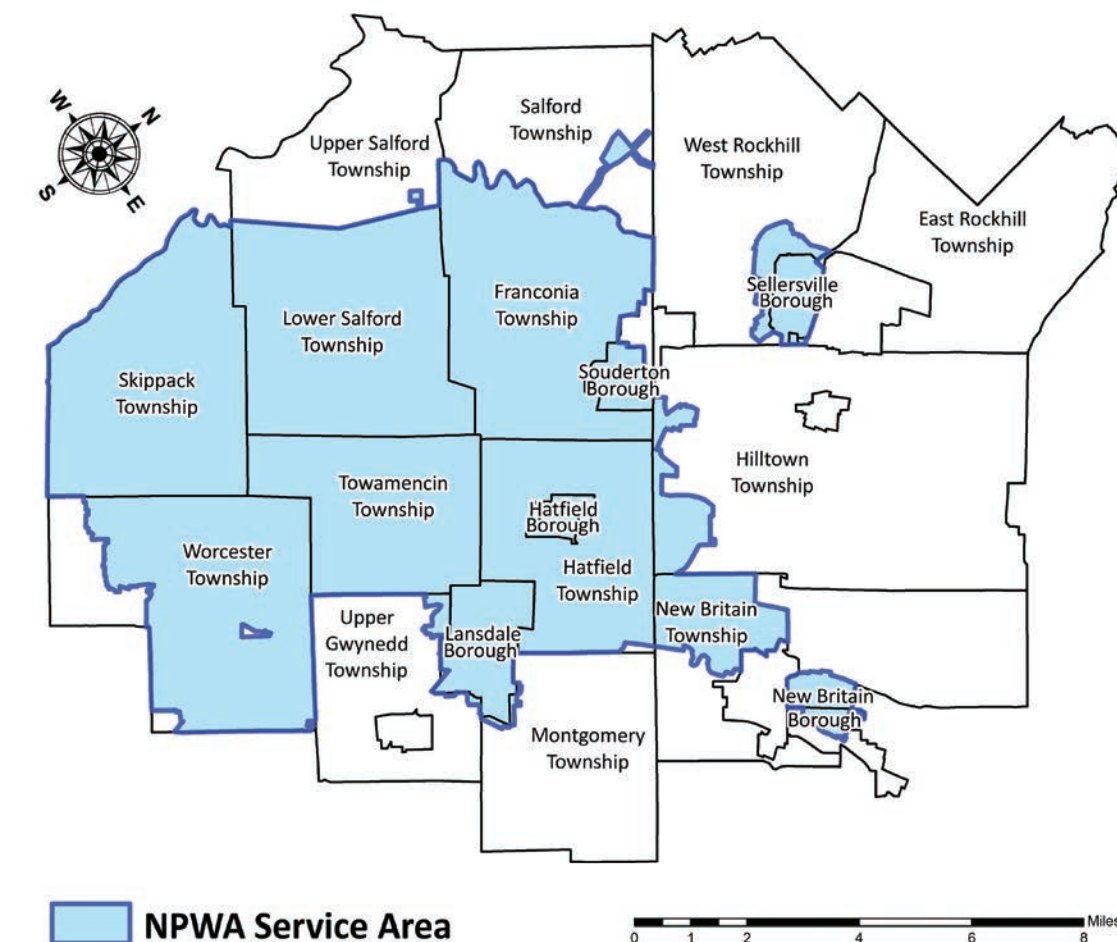 W
N
S
E
Salford
Township
Upper Salford
Township
West Rockhill
Township
East Rockhill
Township
Franconia
Township
Sellersville
Borough
Lower Salford
Township
Skippack
Township
Souderton
Borough
Hilltown
Township
Towamencin
Township
Hatfield
Borough
Worcester
Township
Hatfield
Township
New Britain
Township
Upper
Gwynedd
Township
Lansdale
Borough
New Britain
Borough
Montgomery
Township
NPWA Service Area
Miles
0 1 2 4 6 8